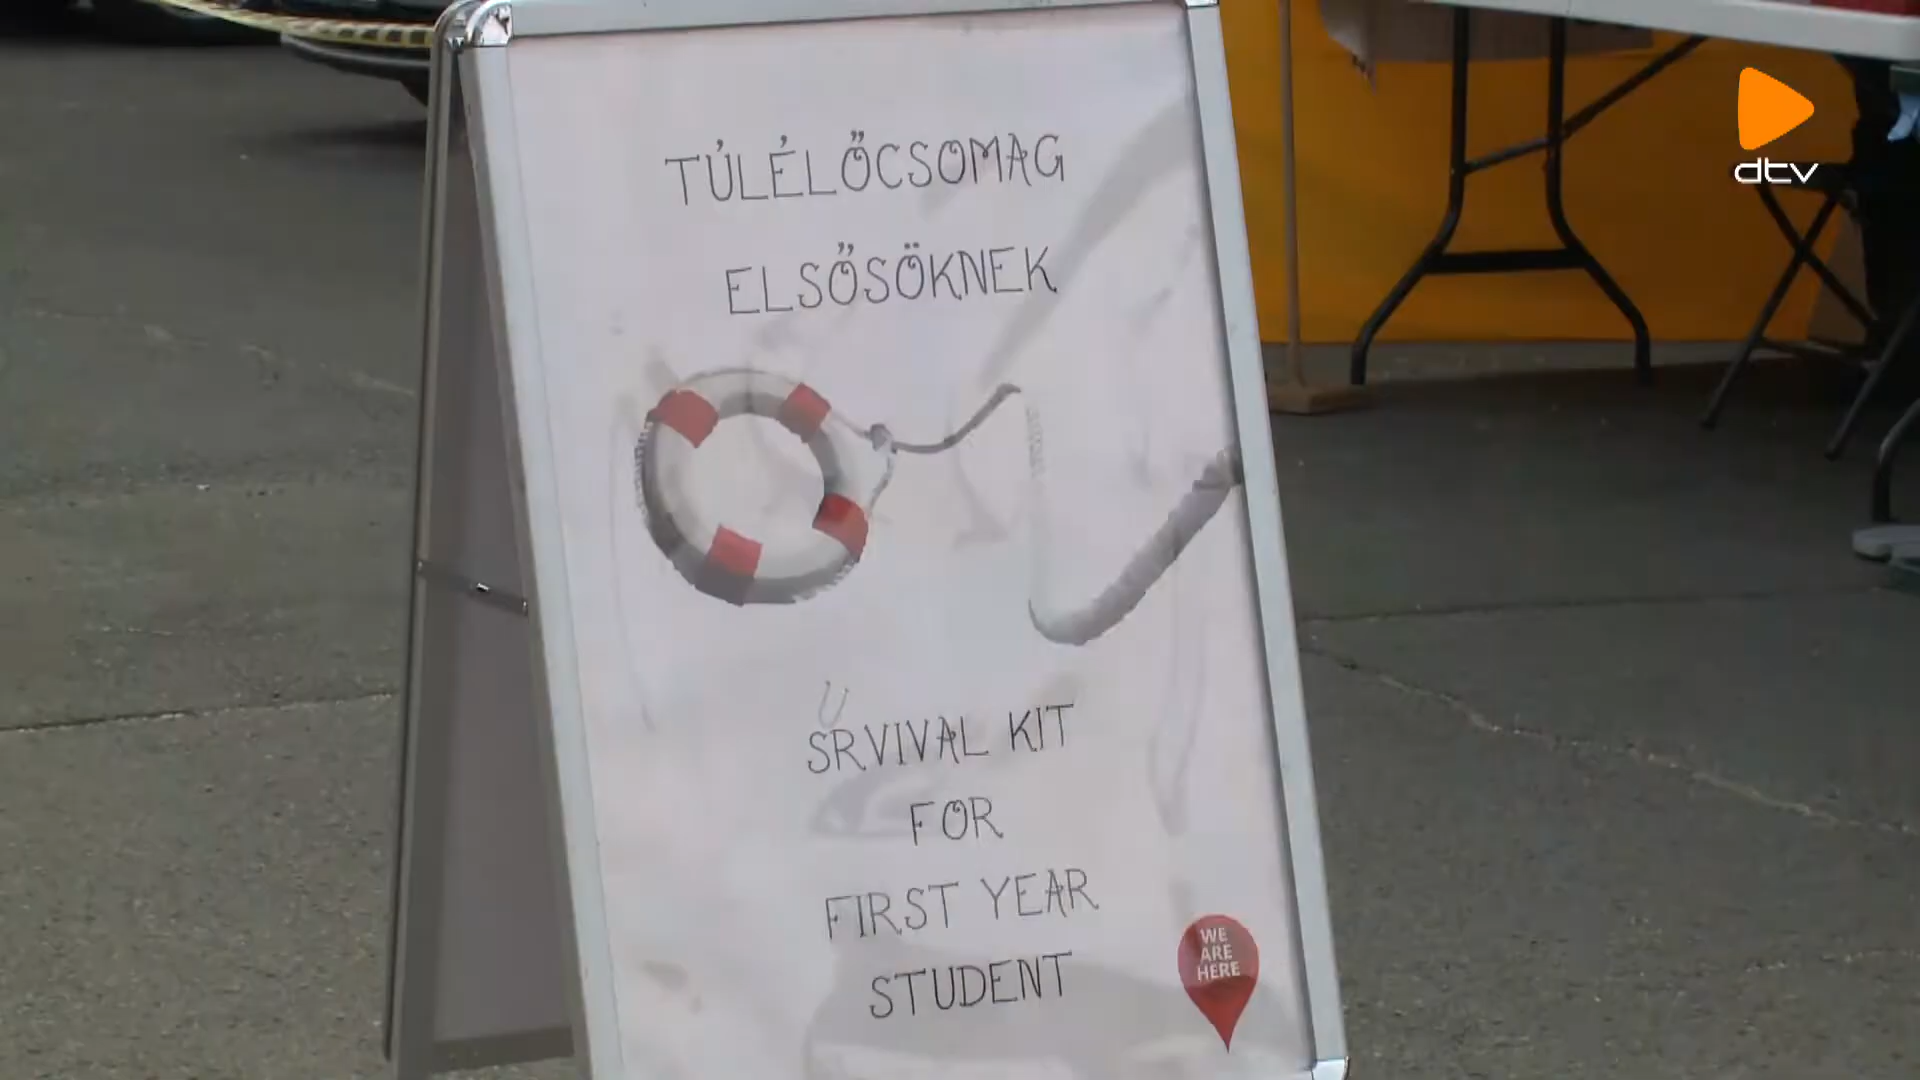 dtv
TÚLÉLŐCSOMAG
ELSŐSÖKNEK
U
SRVIVAL KIT
FOR
FIRST YEAR
STUDENT
WE
ARE
HERE